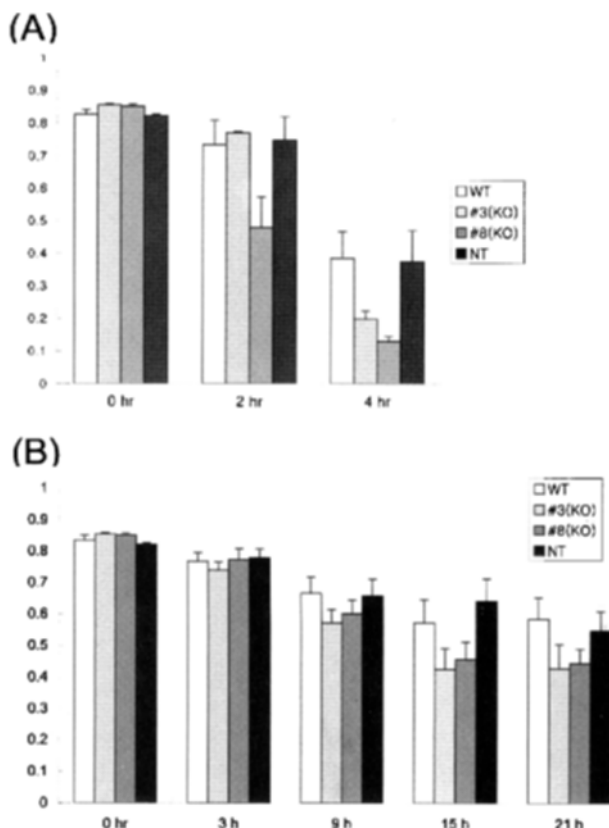 (A)
1
0.9
0.8
0.7
0.6
0.5
0.4
0.3
0.2
0.1
0
0 hr
2 hr
4 hr
WT
#3(KO)
#8(KO)
NT
(B)
1
0.9
0.8
0.7
0.6
0.5
0.4
0.3
0.2
0.1
0
0 hr
3 h
9 h
15 h
21 h
WT
#3(KO)
#8(KO)
NT